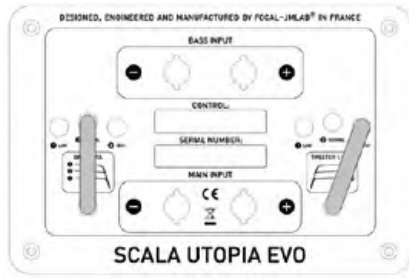 DESIGNED, ENGINEERED AND MANUFACTURED BY FOCAL-JMLAB® IN FRANCE
BASS INPUT
CONTROL:
SERIAL NUMBER:
MAIN INPUT
CE
SCALA UTOPIA EVO